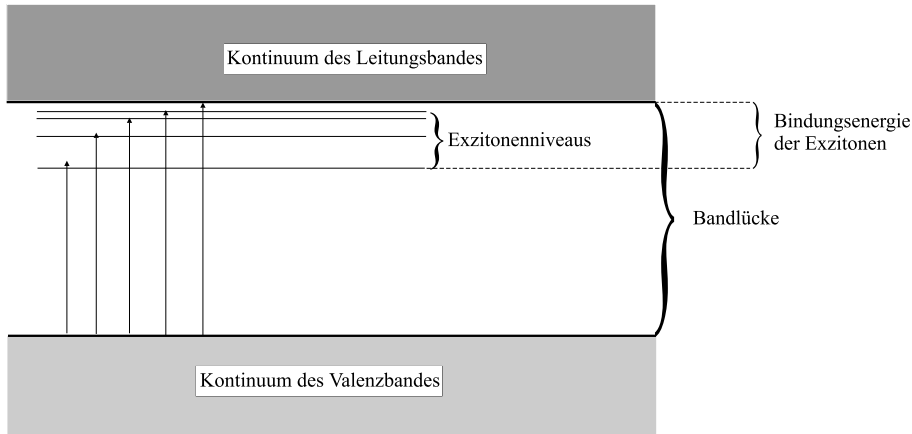 Kontinuum des Leitungsbandes
Exzitonenniveaus
Bindungsenergie
der Exzitonen
Bandlücke
Kontinuum des Valenzbandes